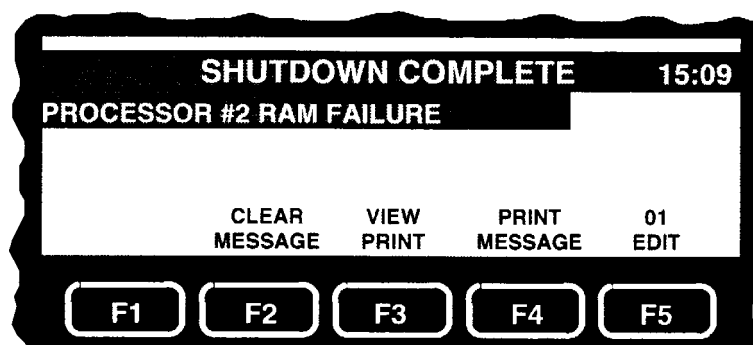 SHUTDOWN COMPLETE 15:09
PROCESSOR #2 RAM FAILURE
CLEAR VIEW PRINT 01
MESSAGE PRINT MESSAGE EDIT
F1 F2 F3 F4 F5